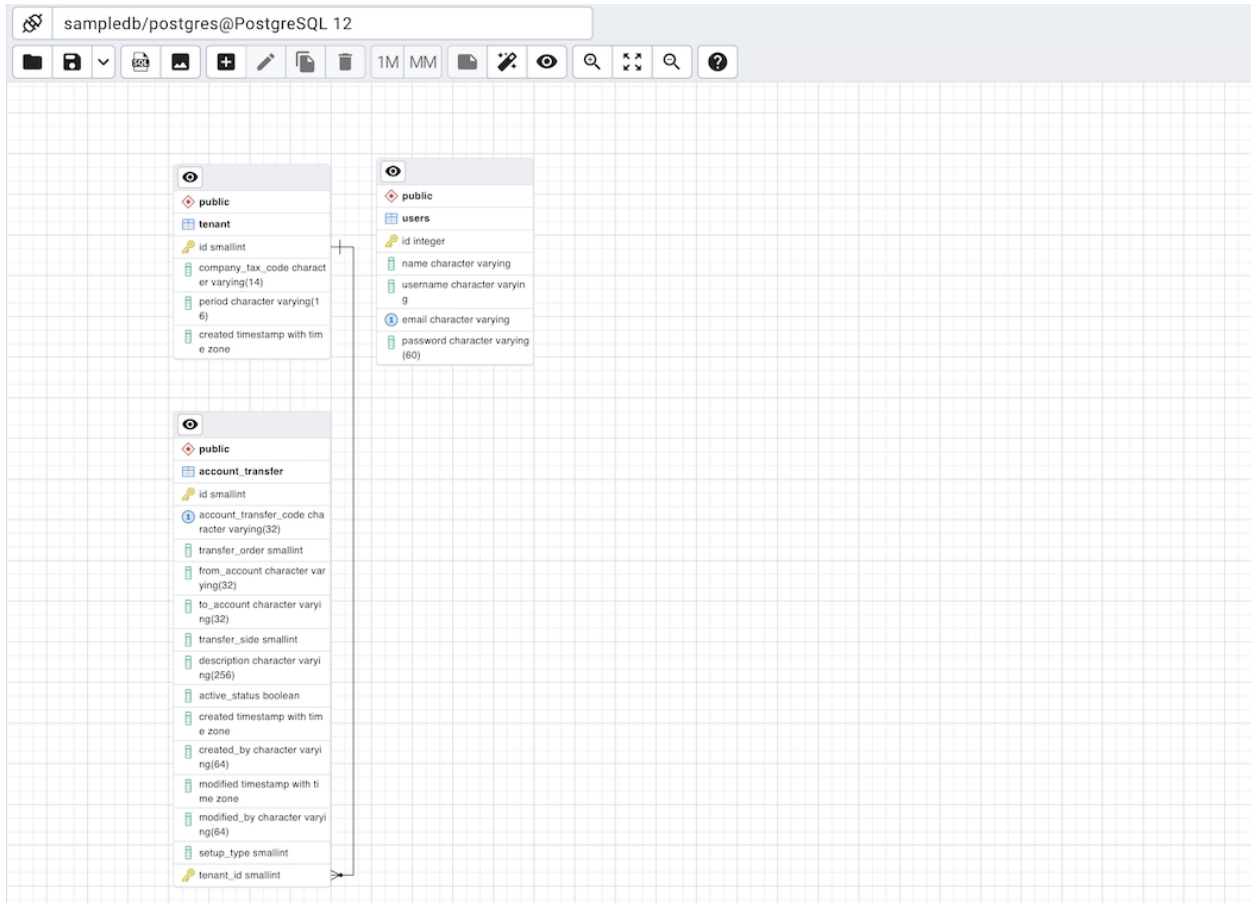 sampledb/postgres@PostgreSQL 12
SQL
1M MM
public
tenant
id smallint
company_tax_code charact
er varying(14)
period character varying(1
6)
created timestamp with tim
e zone
public
users
id integer
name character varying
username character varyin
g
1 email character varying
password character varying
(60)
public
account_transfer
id smallint
1 account_transfer_code cha
racter varying(32)
transfer_order smallint
from_account character var
ying(32)
to_account character varyi
ng(32)
transfer_side smallint
description character varyi
ng(256)
active_status boolean
created timestamp with tim
e zone
created_by character varyi
ng(64)
modified timestamp with ti
me zone
modified_by character varyi
ng(64)
setup_type smallint
tenant_id smallint